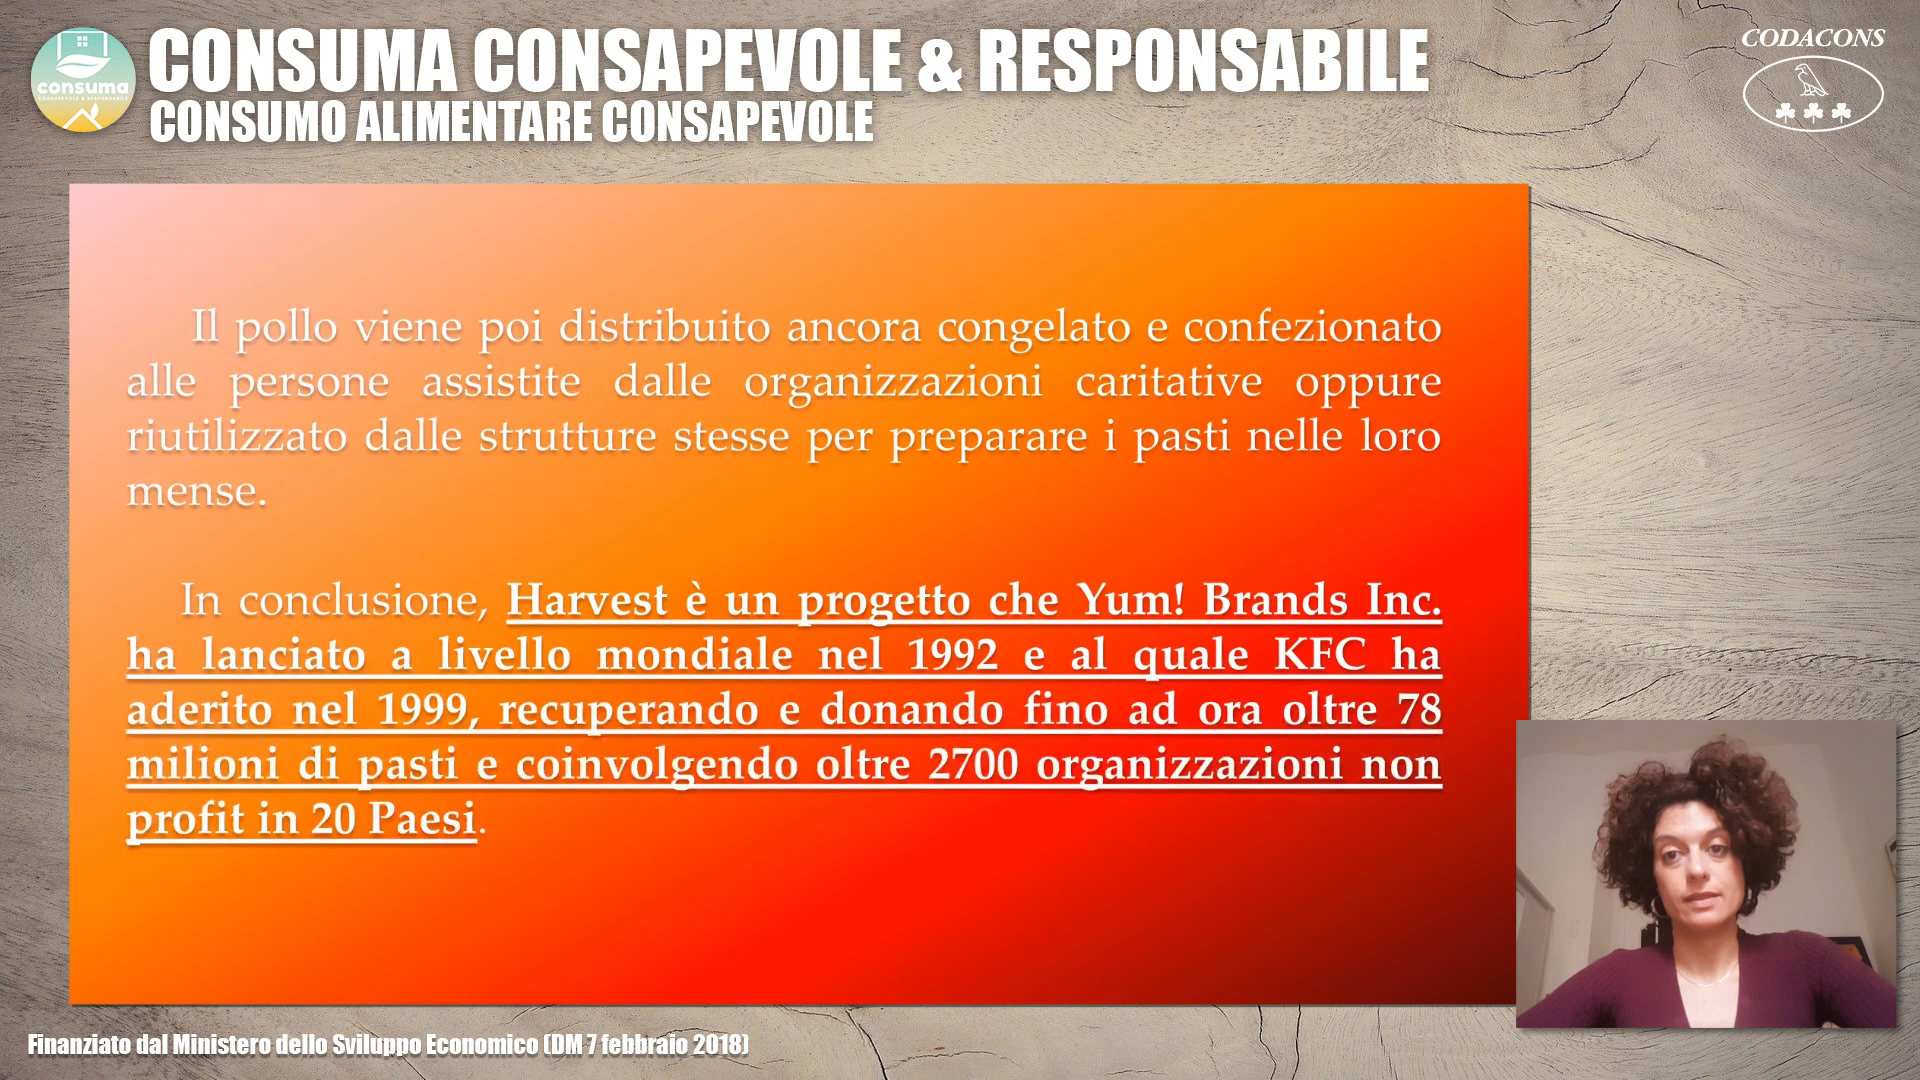 CONSUMA CONSAPEVOLE & RESPONSABILE
CONSUMO ALIMENTARE CONSAPEVOLE
consuma
CONSAPEVOLE & RESPONSABILE
CODACONS
Il pollo viene poi distribuito ancora congelato e confezionato
alle persone assistite dalle organizzazioni caritative oppure
riutilizzato dalle strutture stesse per preparare i pasti nelle loro
mense.
In conclusione, Harvest è un progetto che Yum! Brands Inc.
ha lanciato a livello mondiale nel 1992 e al quale KFC ha
aderito nel 1999, recuperando e donando fino ad ora oltre 78
milioni di pasti e coinvolgendo oltre 2700 organizzazioni non
profit in 20 Paesi.
Finanziato dal Ministero dello Sviluppo Economico (DM 7 febbraio 2018)